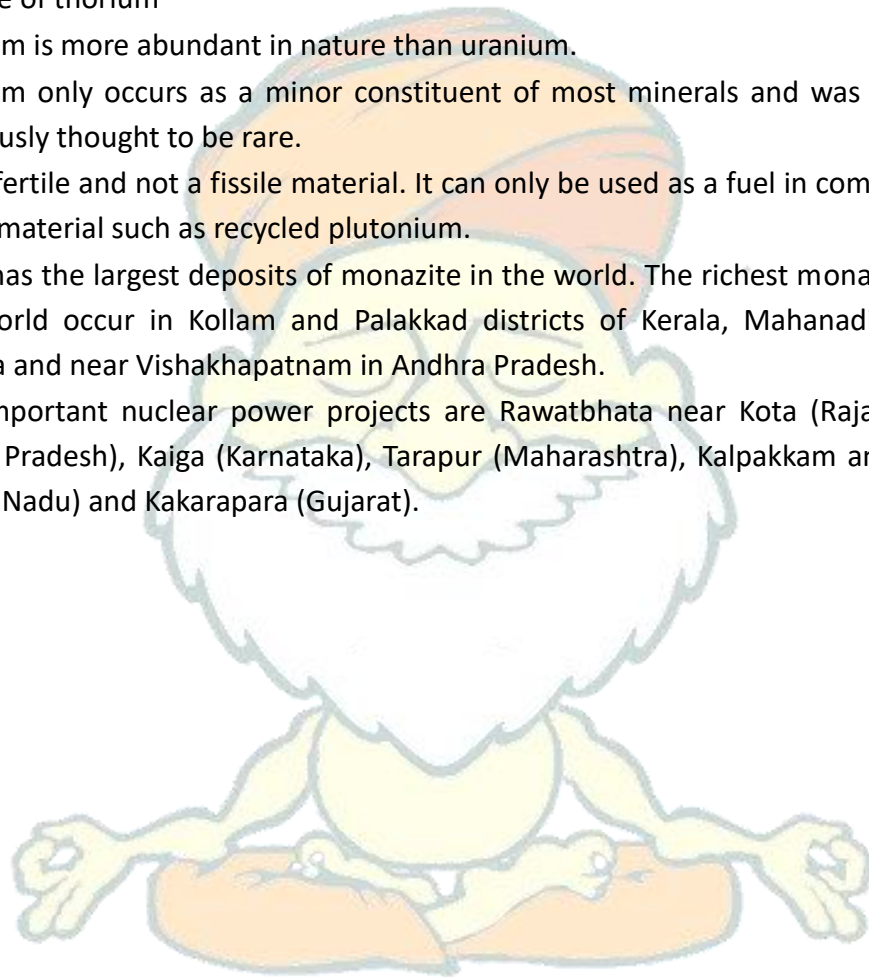 of thorium
m is more abundant in nature than uranium.
m only occurs as a minor constituent of most minerals and was
usly thought to be rare.
fertile and not a fissile material. It can only be used as a fuel in com
material such as recycled plutonium.
has the largest deposits of monazite in the world. The richest mona
orld occur in Kollam and Palakkad districts of Kerala, Mahanad
a and near Vishakhapatnam in Andhra Pradesh.
mportant nuclear power projects are Rawatbhata near Kota (Raja
Pradesh), Kaiga (Karnataka), Tarapur (Maharashtra), Kalpakkam a
Nadu) and Kakarapara (Gujarat).